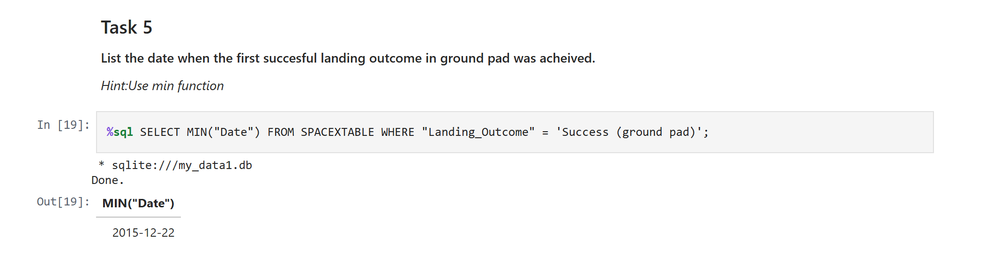 Task 5
List the date when the first succesful landing outcome in ground pad was acheived.
Hint:Use min function
In [19]: %sql SELECT MIN("Date") FROM SPACEXTABLE WHERE "Landing_Outcome" = 'Success (ground pad)';
* sqlite:///my_data1.db
Done.
Out[19]: MIN("Date")
2015-12-22